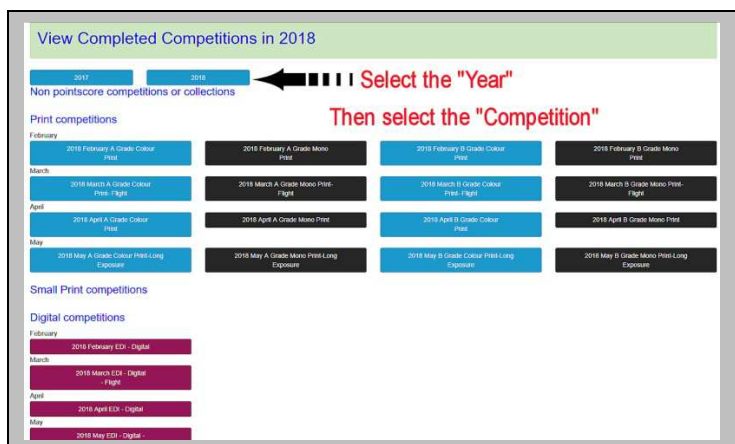 View Completed Competitions in 2018
2017 2018
Select the "Year"
Non pointscore competitions or collections
Then select the "Competition"
Print competitions
February
2018 February A Grade Colour
Print
2018 February A Grade Mono
Print
2018 February B Grade Colour
Print
2018 February B Grade Mono
Print
March
2018 March A Grade Colour
Print- Flight
2018 March A Grade Mono Print-
Flight
2018 March B Grade Colour
Print- Flight
2018 March B Grade Mono Print-
Flight
April
2018 April A Grade Colour
Print
2018 April A Grade Mono Print
2018 April B Grade Colour
Print
2018 April B Grade Mono Print
May
2018 May A Grade Colour Print-Long
Exposure
2018 May A Grade Mono Print-Long
Exposure
2018 May B Grade Colour Print-Long
Exposure
2018 May B Grade Mono Print-Long
Exposure
Small Print competitions
Digital competitions
February
2018 February EDI - Digital
March
2018 March EDI - Digital
- Flight
April
2018 April EDI - Digital
May
2018 May EDI - Digital -